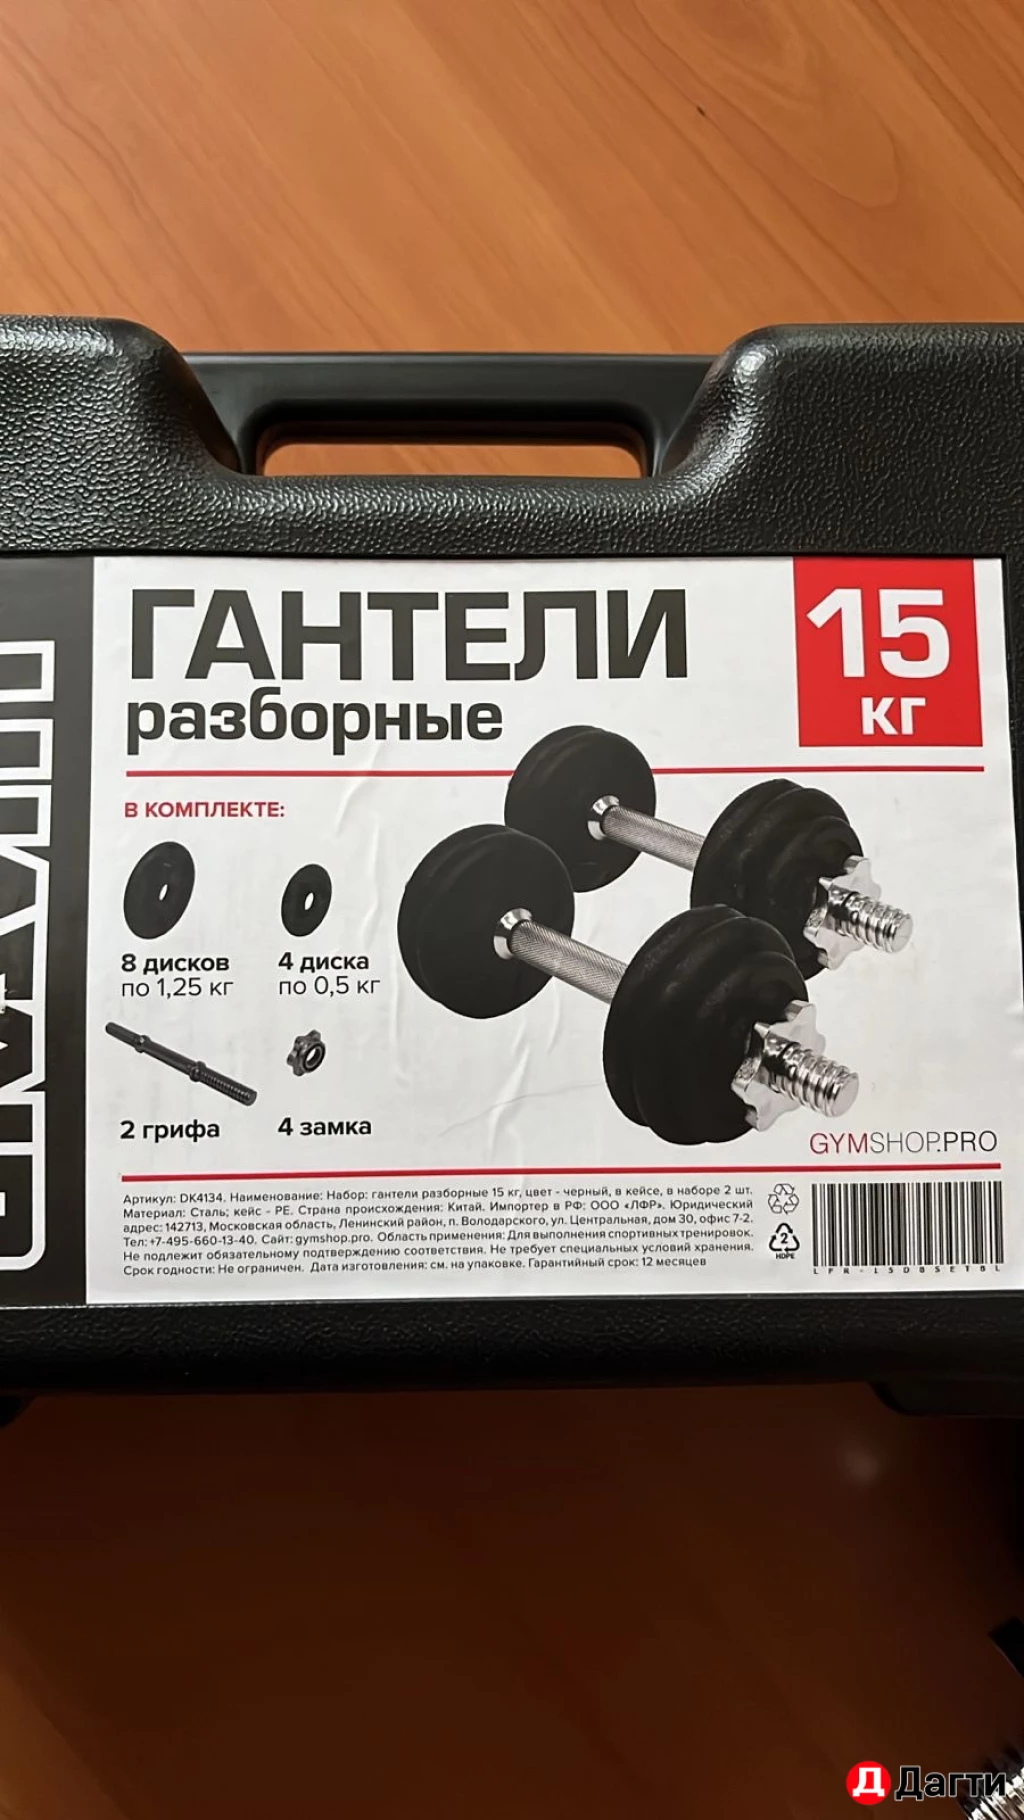 ГАНТЕЛИ
разборные
15
кг
В КОМПЛЕКТЕ:
8 дисков
по 1,25 кг
4 диска
по 0,5 кг
2 грифа
4 замка
GYMSHOP.PRO
Артикул: DK4134. Наименование: Набор: гантели разборные 15 кг, цвет - черный, в кейсе, в наборе 2 шт.
Материал: Сталь; кейс - PE. Страна происхождения: Китай. Импортер в РФ: ООО «ЛФР». Юридический
адрес: 142713, Московская область, Ленинский район, п. Володарского, ул. Центральная, дом 30, офис 7-2.
Тел: +7-495-660-13-40. Сайт: gymshop.pro. Область применения: Для выполнения спортивных тренировок.
Не подлежит обязательному подтверждению соответствия. Не требует специальных условий хранения.
Срок годности: Не ограничен. Дата изготовления: см. на упаковке. Гарантийный срок: 12 месяцев
2
HDPE
LFR-15DBSETBL
Д Дагти